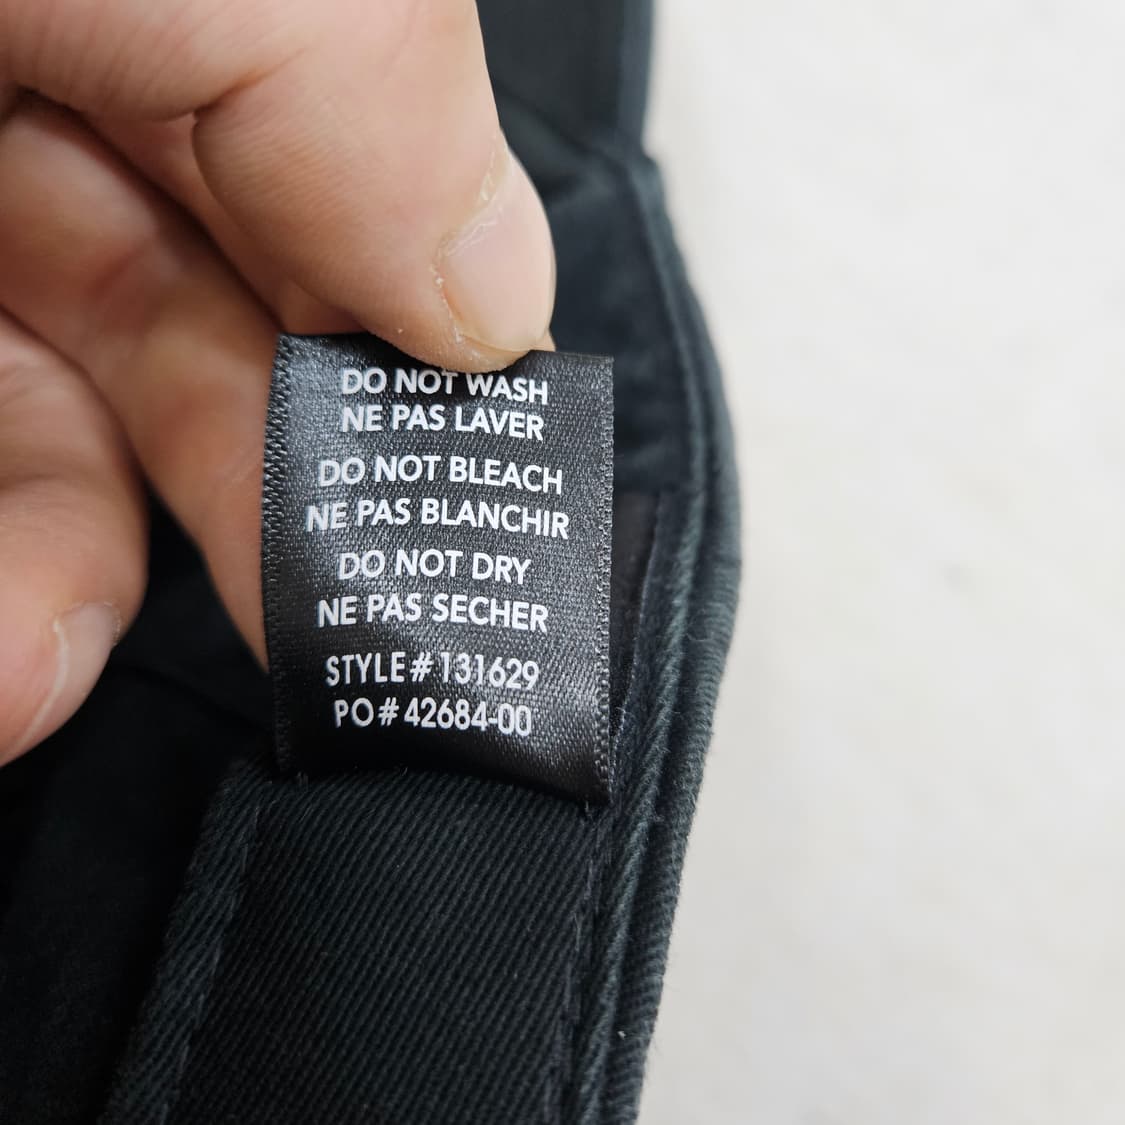 DO NOT WASH
NE PAS LAVER
DO NOT BLEACH
NE PAS BLANCHIR
DO NOT DRY
NE PAS SECHER
STYLE# 131629
PO# 42684-00